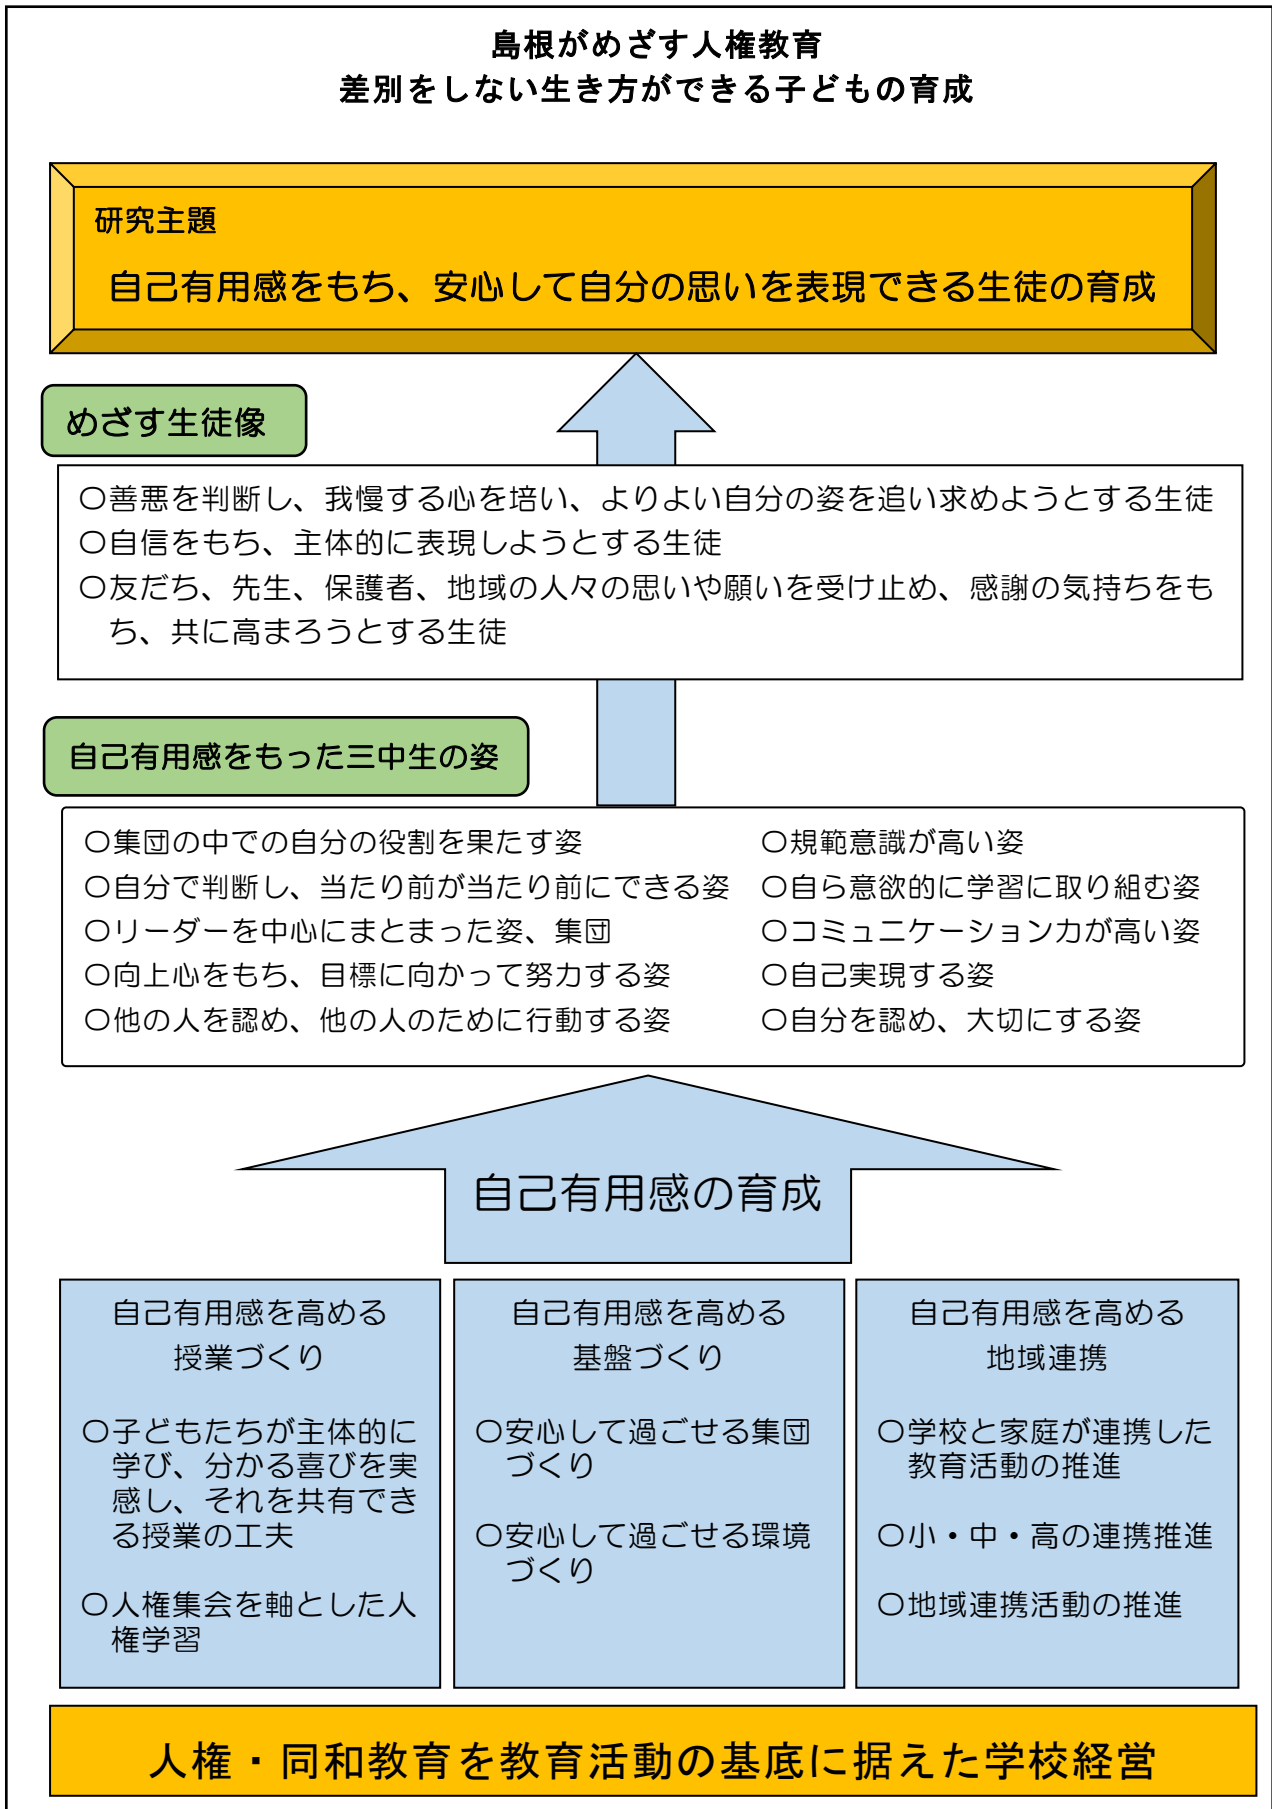 島根がめざす人権教育
差別をしない生き方ができる子どもの育成
研究主題
自己有用感をもち、安心して自分の思いを表現できる生徒の育成
めざす生徒像
〇善悪を判断し、我慢する心を培い、よりよい自分の姿を追い求めようとする生徒
〇自信をもち、主体的に表現しようとする生徒
〇友だち、先生、保護者、地域の人々の思いや願いを受け止め、感謝の気持ちをも
ち、共に高まろうとする生徒
自己有用感をもった三中生の姿
〇集団の中での自分の役割を果たす姿
〇自分で判断し、当たり前が当たり前にできる姿
〇リーダーを中心にまとまった姿、集団
〇向上心をもち、目標に向かって努力する姿
〇他の人を認め、他の人のために行動する姿
〇規範意識が高い姿
〇自ら意欲的に学習に取り組む姿
〇コミュニケーション力が高い姿
〇自己実現する姿
〇自分を認め、大切にする姿
自己有用感の育成
自己有用感を高める
授業づくり
〇子どもたちが主体的に
学び、分かる喜びを実
感し、それを共有でき
る授業の工夫
〇人権集会を軸とした人
権学習
自己有用感を高める
基盤づくり
〇安心して過ごせる集団
づくり
〇安心して過ごせる環境
づくり
自己有用感を高める
地域連携
〇学校と家庭が連携した
教育活動の推進
〇小・中・高の連携推進
〇地域連携活動の推進
人権・同和教育を教育活動の基底に据えた学校経営